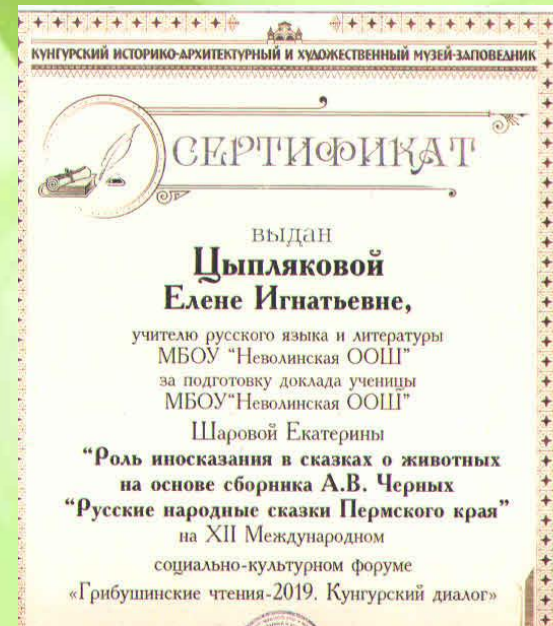 КУНГУРСКИЙ ИСТОРИКО-АРХИТЕКТУРНЫЙ И ХУДОЖЕСТВЕННЫЙ МУЗЕЙ-ЗАПОВЕДНИК
СЕРТИФИКАТ
выдан
Цыпляковой
Елене Игнатьевне,
учителю русского языка и литературы
МБОУ "Неволинская ООШ"
за подготовку доклада ученицы
МБОУ"Неволинская ООШ"
Шаровой Екатерины
"Роль иносказания в сказках о животных
на основе сборника А.В. Черных
"Русские народные сказки Пермского края"
на XII Международном
социально-культурном форуме
«Грибушинские чтения-2019. Кунгурский диалог»